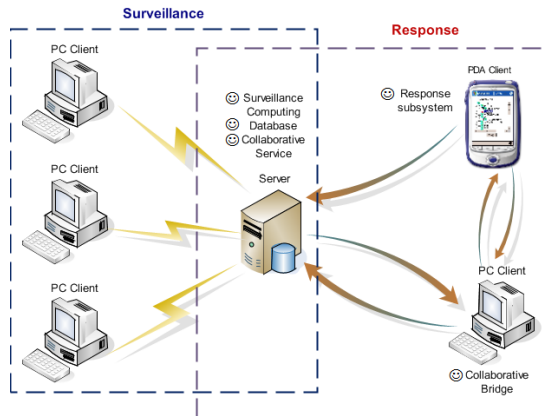 Surveillance
Response
PC Client
PDA Client
Surveillance
Computing
Database
Collaborative
Service
Response
subsystem
Server
PC Client
PC Client
PC Client
Collaborative
Bridge